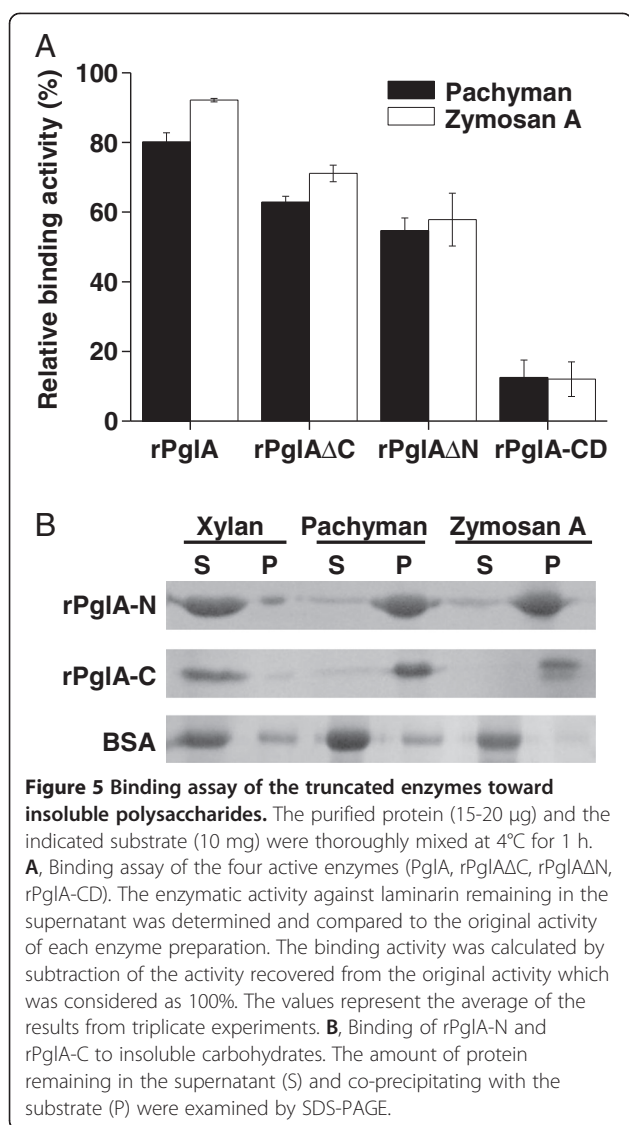 A
Relative binding activity (%)
100
80
60
40
20
0
Pachyman
Zymosan A
rPglA rPglAΔC rPglAΔN rPglA-CD
B
Xylan Pachyman Zymosan A
S P S P S P
rPglA-N
rPglA-C
BSA
Figure 5 Binding assay of the truncated enzymes toward
insoluble polysaccharids. The purified protein (15-20 μg) and the
indicated substrate (10 mg) were thoroughly mixed at 4°C for 1 h.
A, Binding assay of the four active enzymes (PglA, rPglAΔC, rPglAΔN,
rPglA-CD). The enzymatic activity against laminarin remaining in the
supernatant was determined and compared to the original activity
of each enzyme preparation. The binding activity was calculated by
subtraction of the activity recovered from the original activity which
was considered as 100%. The values represent the average of the
results from triplicate experiments. B, Binding of rPglA-N and
rPglA-C to insoluble carbohydrates. The amount of protein
remaining in the supernatant (S) and co-precipitating with the
substrate (P) were examined by SDS-PAGE.